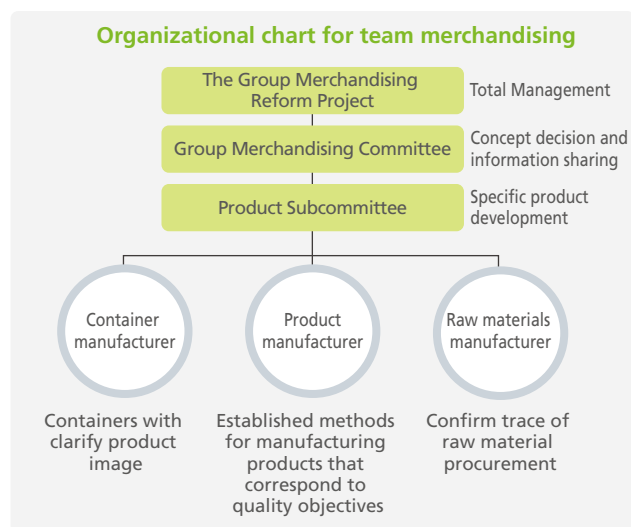 Organizational chart for team merchandising
The Group Merchandising
Reform Project
Total Management
Group Merchandising Committee
Concept decision and
information sharing
Product Subcommittee
Specific product
development
Container
manufacturer
Product
manufacturer
Raw materials
manufacturer
Containers with
clarify product
image
Established methods
for manufacturing
products that
correspond to
quality objectives
Confirm trace of
raw material
procurement